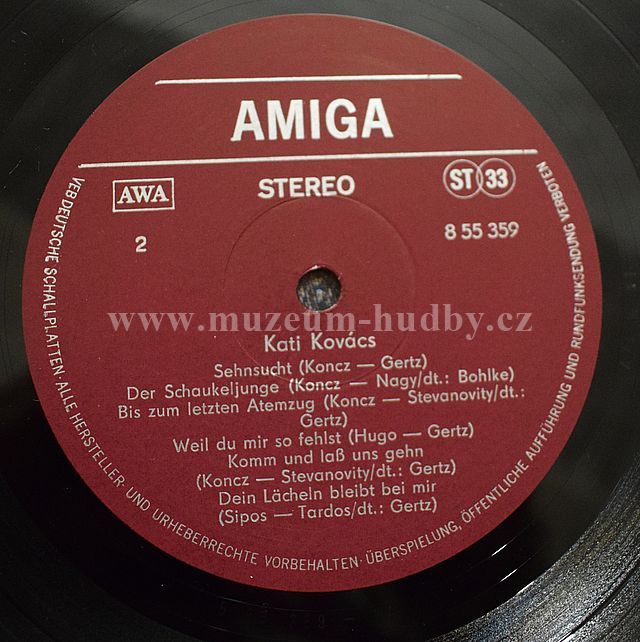 AMIGA
AWA
STEREO
ST 33
2
8 55 359
www.muzeum-hudby.cz
Kati Kovács
Sehnsucht (Koncz — Gertz)
Der Schaukeljunge (Koncz — Nagy/dt.: Bohlke)
Bis zum letzten Atemzug (Koncz — Stevanovity/dt.:
Gertz)
Weil du mir so fehlst (Hugo — Gertz)
Komm und laß uns gehn
(Koncz — Stevanovity/dt.: Gertz)
Dein Lächeln bleibt bei mir
(Sipos — Tardos/dt.: Gertz)
VEB DEUTSCHE SCHALLPLATTEN · ALLE HERSTELLER- UND URHEBERRECHTE VORBEHALTEN · ÜBERSPIELUNG, ÖFFENTLICHE AUFFÜHRUNG UND RUNDFUNKSENDUNG VERBOTEN